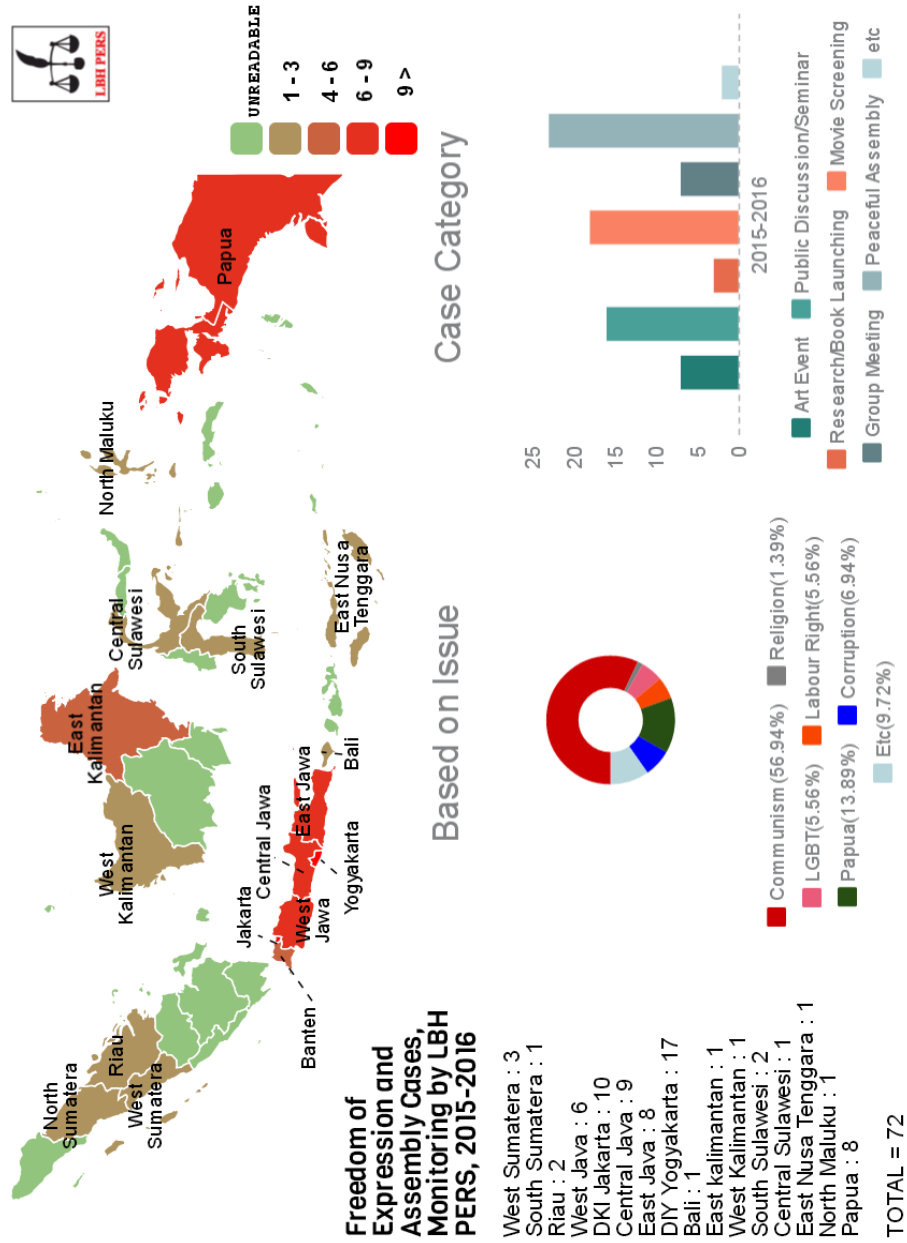 LBH PERS
UNREADABLE
1 - 3
4 - 6
6 - 9
9 >
North
Sumatera
Riau
West
Sumatera
West
Kalimantan
East
Kalimantan
Central
Sulawesi
South
Sulawesi
North Maluku
Papua
East Nusa
Tenggara
Jakarta
Banten
West
Jawa
Central Jawa
Yogyakarta
East Jawa
Bali
Freedom of
Expression and
Assembly Cases,
Monitoring by LBH
PERS, 2015-2016
West Sumatera : 3
South Sumatera : 1
Riau : 2
West Java : 6
DKI Jakarta : 10
Central Java : 9
East Java : 8
DIY Yogyakarta : 17
Bali : 1
East kalimantan : 1
West Kalimantan : 1
South Sulawesi : 2
Central Sulawesi : 1
East Nusa Tenggara : 1
North Maluku : 1
Papua : 8
TOTAL = 72
Based on Issue
Communism(56.94%) Religion(1.39%)
LGBT(5.56%) Labour Right(5.56%)
Papua(13.89%) Corruption(6.94%)
Etc(9.72%)
Case Category
25
20
15
10
5
0
2015-2016
Art Event Public Discussion/Seminar
Research/Book Launching Movie Screening
Group Meeting Peaceful Assembly etc